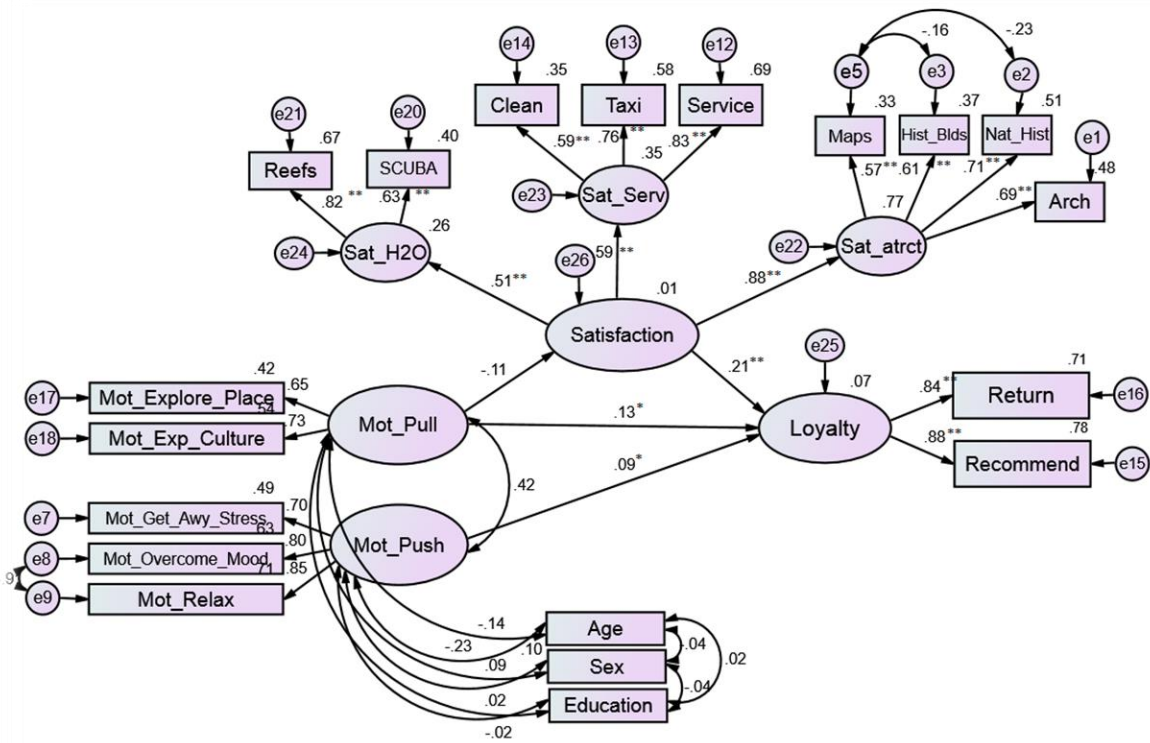 -.16
-.23
e14
e13
e12
e5
e3
e2
.35
.58
.69
e21
e20
Clean
Taxi
Service
.33
.37
.51
e1
.67
.40
Maps
Hist_Blds
Nat_Hist
.59**
.76**
.35
.83**
.48
Reefs
SCUBA
.57**
.61**
.71**
.69**
Arch
.82**
.63**
e23
Sat_Serv
.77
.26
e24
Sat_H2O
e22
Sat_atrct
e26
.59**
.51**
.88**
.01
Satisfaction
e25
-.11
.21**
.07
.71
.42
e17
Mot_Explore_Place
.65
.54
Mot_Pull
.13*
Loyalty
.84**
Return
e16
e18
Mot_Exp_Culture
.73
.88**
.78
Recommend
e15
.09*
.42
.49
e7
Mot_Get_Awy_Stress
.70
.63
Mot_Push
e8
Mot_Overcome_Mood
.80
.71
e9
Mot_Relax
.85
-.14
Age
-.23
.10
-.04
.09
Sex
.02
.02
Education
-.04
-.02